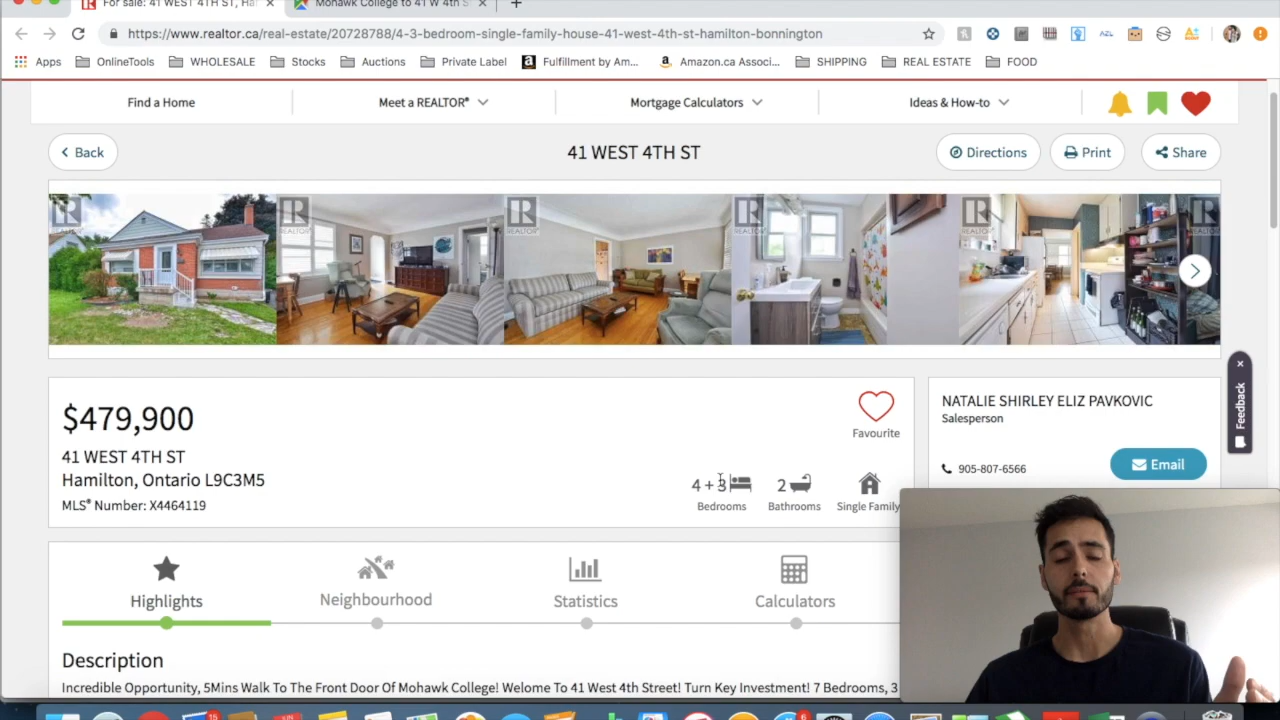 For sale: 41 WEST 4TH ST, Ha
Mohawk College to 41 W 4th S
https://www.realtor.ca/real-estate/20728788/4-3-bedroom-single-family-house-41-west-4th-st-hamilton-bonnington
Apps OnlineTools WHOLESALE Stocks Auctions Private Label Fulfillment by Am... Amazon.ca Associ... SHIPPING REAL ESTATE FOOD
Find a Home Meet a REALTOR® Mortgage Calculators Ideas & How-to
Back 41 WEST 4TH ST Directions Print Share
R R R R R R
REALTOR REALTOR REALTOR REALTOR REALTOR REALTOR
Feedback
$479,900
Favourite
41 WEST 4TH ST
Hamilton, Ontario L9C3M5
MLS® Number: X4464119
4 + 3 2
Bedrooms Bathrooms Single Family
NATALIE SHIRLEY ELIZ PAVKOVIC
Salesperson
905-807-6566 Email
Highlights Neighbourhood Statistics Calculators
Description
Incredible Opportunity, 5Mins Walk To The Front Door Of Mohawk College! Welome To 41 West 4th Street! Turn Key Investment! 7 Bedrooms, 3